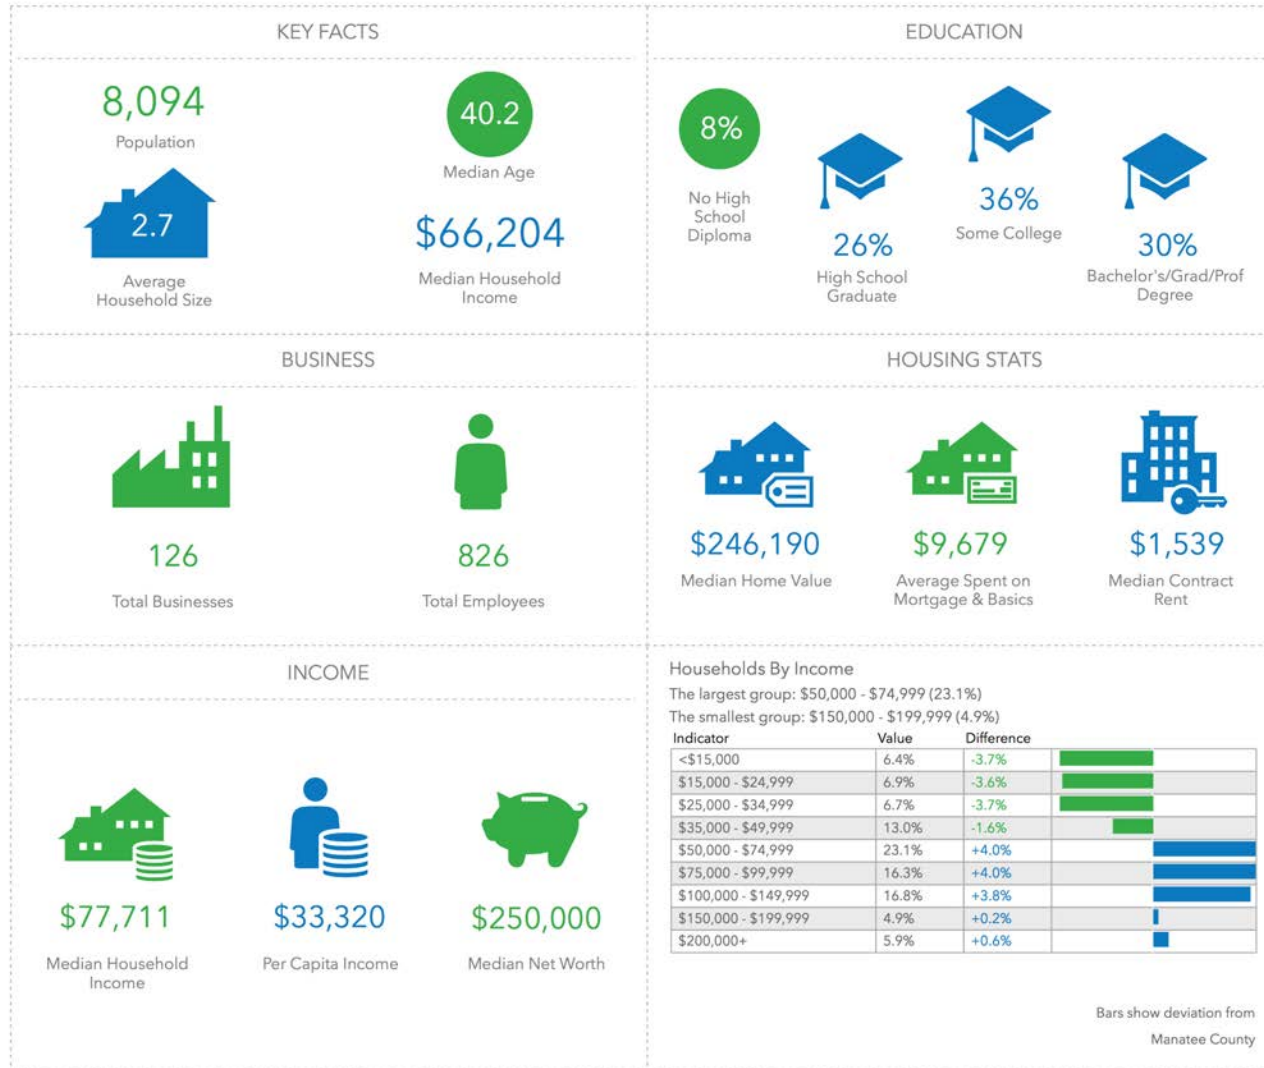 KEY FACTS
8,094
Population
40.2
Median Age
2.7
Average
Household Size
$66,204
Median Household
Income
EDUCATION
8%
No High
School
Diploma
26%
High School
Graduate
36%
Some College
30%
Bachelor's/Grad/Prof
Degree
BUSINESS
126
Total Businesses
826
Total Employees
HOUSING STATS
$246,190
Median Home Value
$9,679
Average Spent on
Mortgage & Basics
$1,539
Median Contract
Rent
INCOME
$77,711
Median Household
Income
$33,320
Per Capita Income
$250,000
Median Net Worth
Households By Income
The largest group: $50,000 - $74,999 (23.1%)
The smallest group: $150,000 - $199,999 (4.9%)
Indicator Value Difference
<$15,000 6.4% -3.7%
$15,000 - $24,999 6.9% -3.6%
$25,000 - $34,999 6.7% -3.7%
$35,000 - $49,999 13.0% -1.6%
$50,000 - $74,999 23.1% +4.0%
$75,000 - $99,999 16.3% +4.0%
$100,000 - $149,999 16.8% +3.8%
$150,000 - $199,999 4.9% +0.2%
$200,000+ 5.9% +0.6%
Bars show deviation from
Manatee County